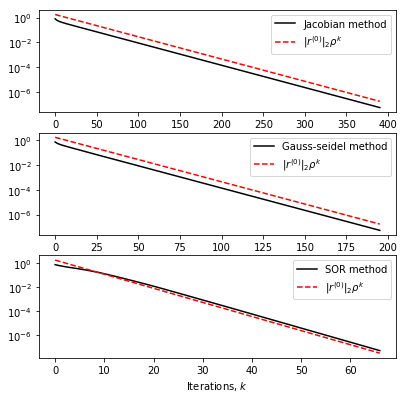 10⁰
10⁻²
10⁻⁴
10⁻⁶
Jacobian method
|r⁽⁰⁾|₂ρᵏ
0 50 100 150 200 250 300 350 400
10⁰
10⁻²
10⁻⁴
10⁻⁶
Gauss-seidel method
|r⁽⁰⁾|₂ρᵏ
0 25 50 75 100 125 150 175 200
10⁰
10⁻²
10⁻⁴
10⁻⁶
SOR method
|r⁽⁰⁾|₂ρᵏ
0 10 20 30 40 50 60
Iterations, k